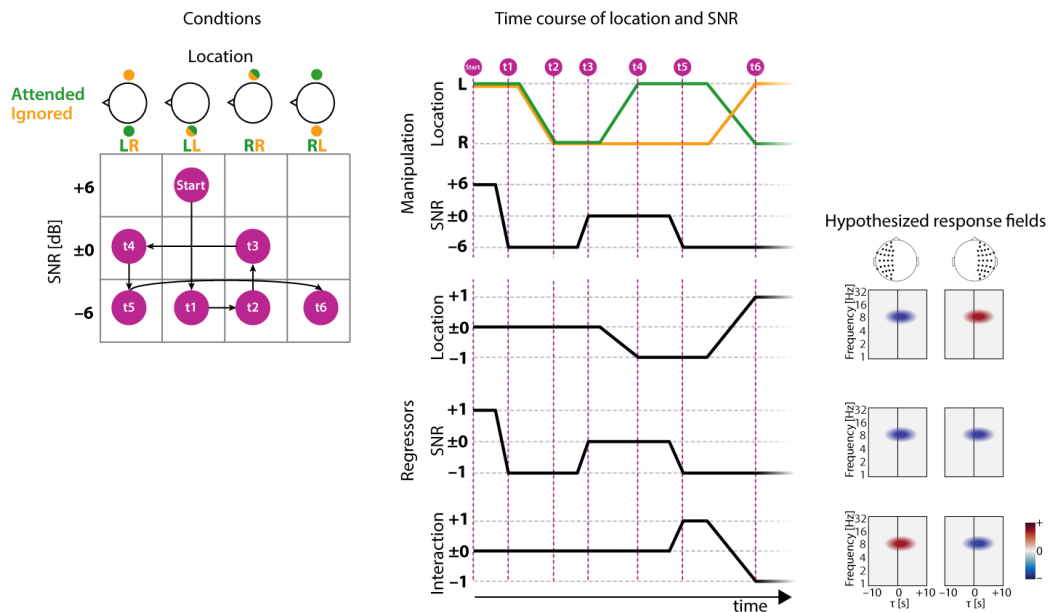 Condtions
Location
Attended
Ignored
LR LL RR RL
SNR [dB]
+6
±0
−6
Start
t4 t3
t5 t1 t2 t6
Time course of location and SNR
Start t1 t2 t3 t4 t5 t6
Manipulation
Location
L
R
SNR
+6
±0
−6
Regressors
Location
+1
±0
−1
SNR
+1
±0
−1
Interaction
+1
±0
−1
time
Hypothesized response fields
Frequency [Hz]
32
16
8
4
2
1
Frequency [Hz]
32
16
8
4
2
1
Frequency [Hz]
32
16
8
4
2
1
−10 0 +10 −10 0 +10
τ [s] τ [s]
+
0
−